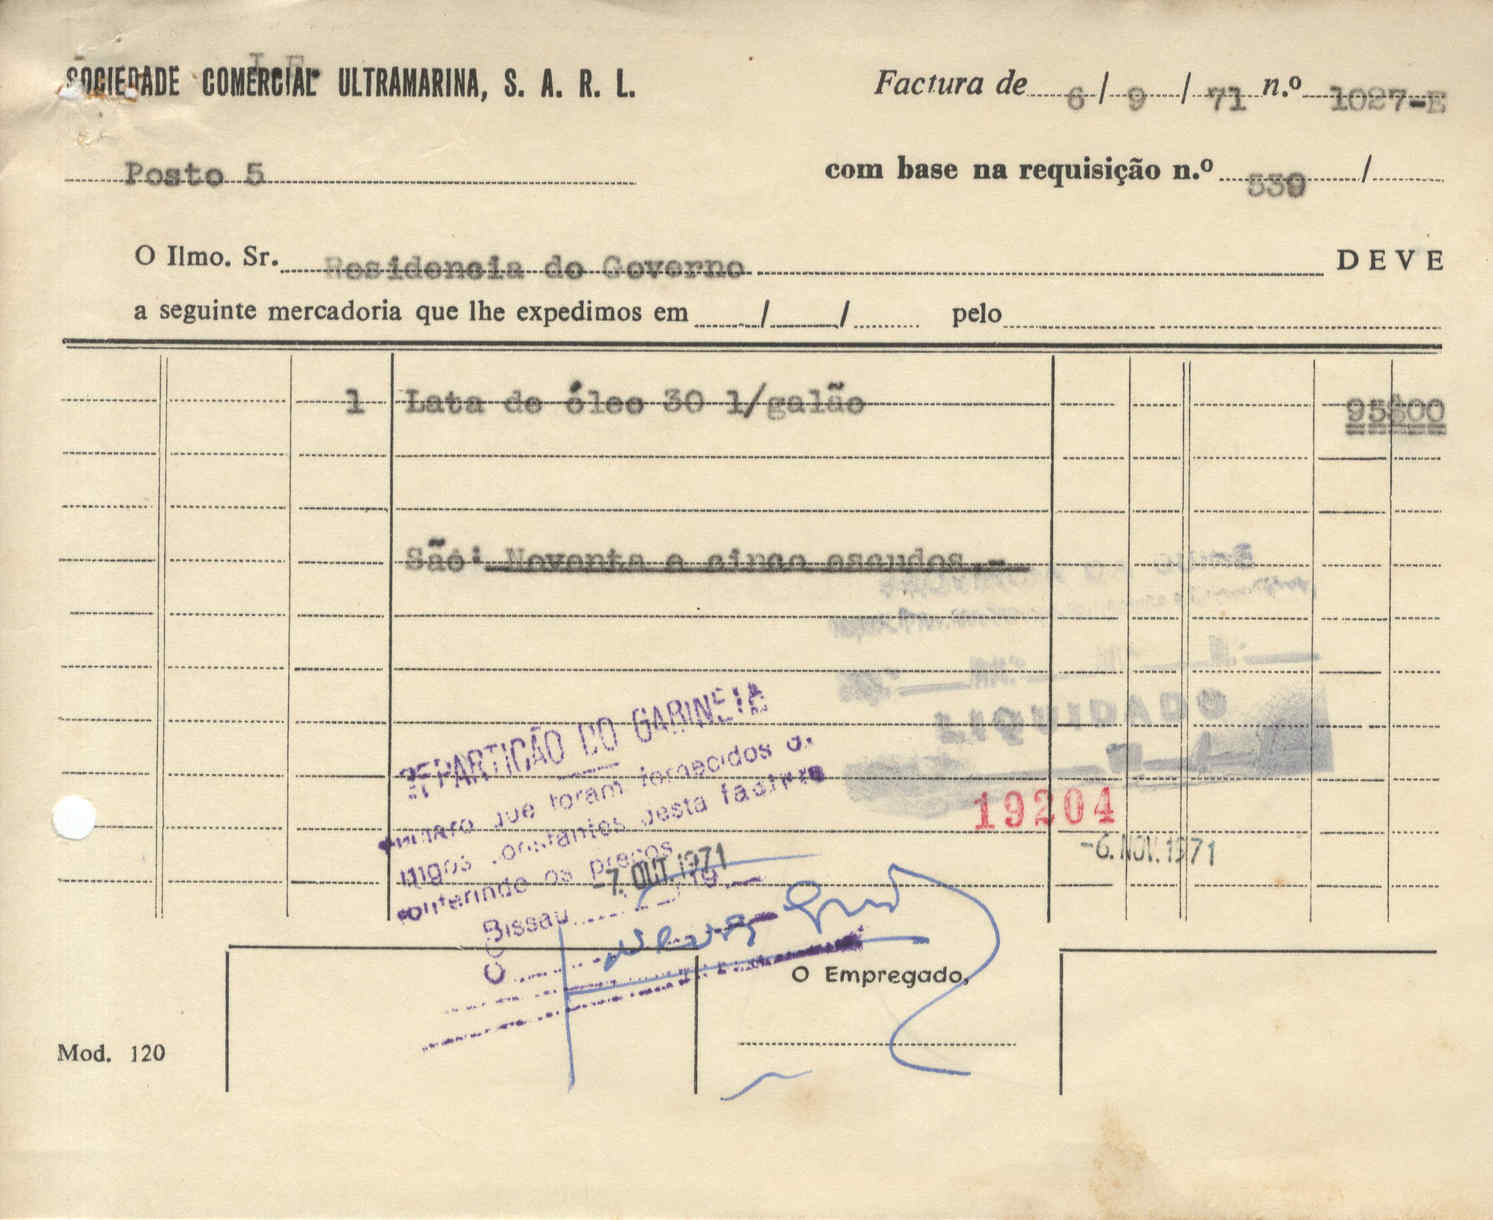 SOCIEDADE COMERCIAL ULTRAMARINA, S. A. R. L.
Factura de 6 / 9 / 71 n.º 1027-E
Posto 5
com base na requisição n.º 539 /
O Ilmo. Sr. Residencia do Governo DEVE
a seguinte mercadoria que lhe expedimos em / / pelo
1 Lata de óleo 30 1/galão 95$00
São: Noventa e cinco escudos.-
REPARTIÇÃO DO GABINETE
que foram fornecidos
artigos constantes desta factura
conferindo os preços
-7. OUT. 1971
Bissau 19
LIQUIDADO
19204
-6. NOV. 1971
O Empregado,
Mod. 120